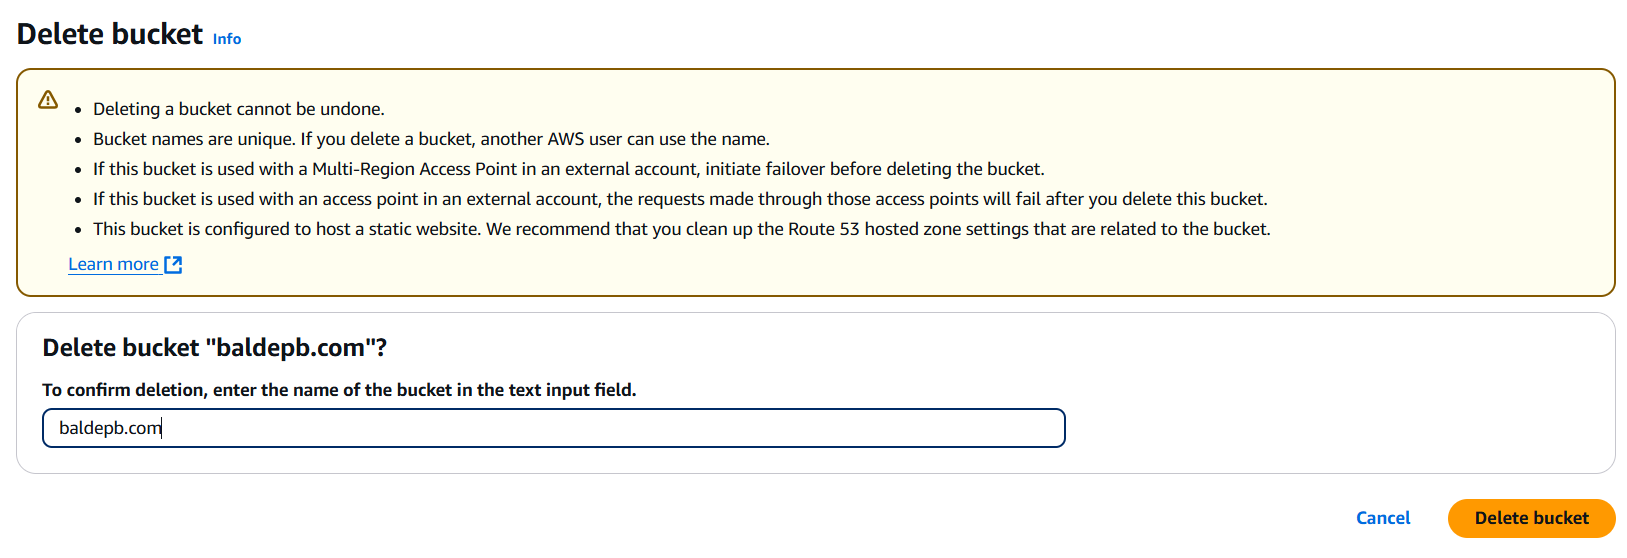 Delete bucket Info
Deleting a bucket cannot be undone.
Bucket names are unique. If you delete a bucket, another AWS user can use the name.
If this bucket is used with a Multi-Region Access Point in an external account, initiate failover before deleting the bucket.
If this bucket is used with an access point in an external account, the requests made through those access points will fail after you delete this bucket.
This bucket is configured to host a static website. We recommend that you clean up the Route 53 hosted zone settings that are related to the bucket.
Learn more
Delete bucket "baldepb.com"?
To confirm deletion, enter the name of the bucket in the text input field.
baldepb.com
Cancel Delete bucket